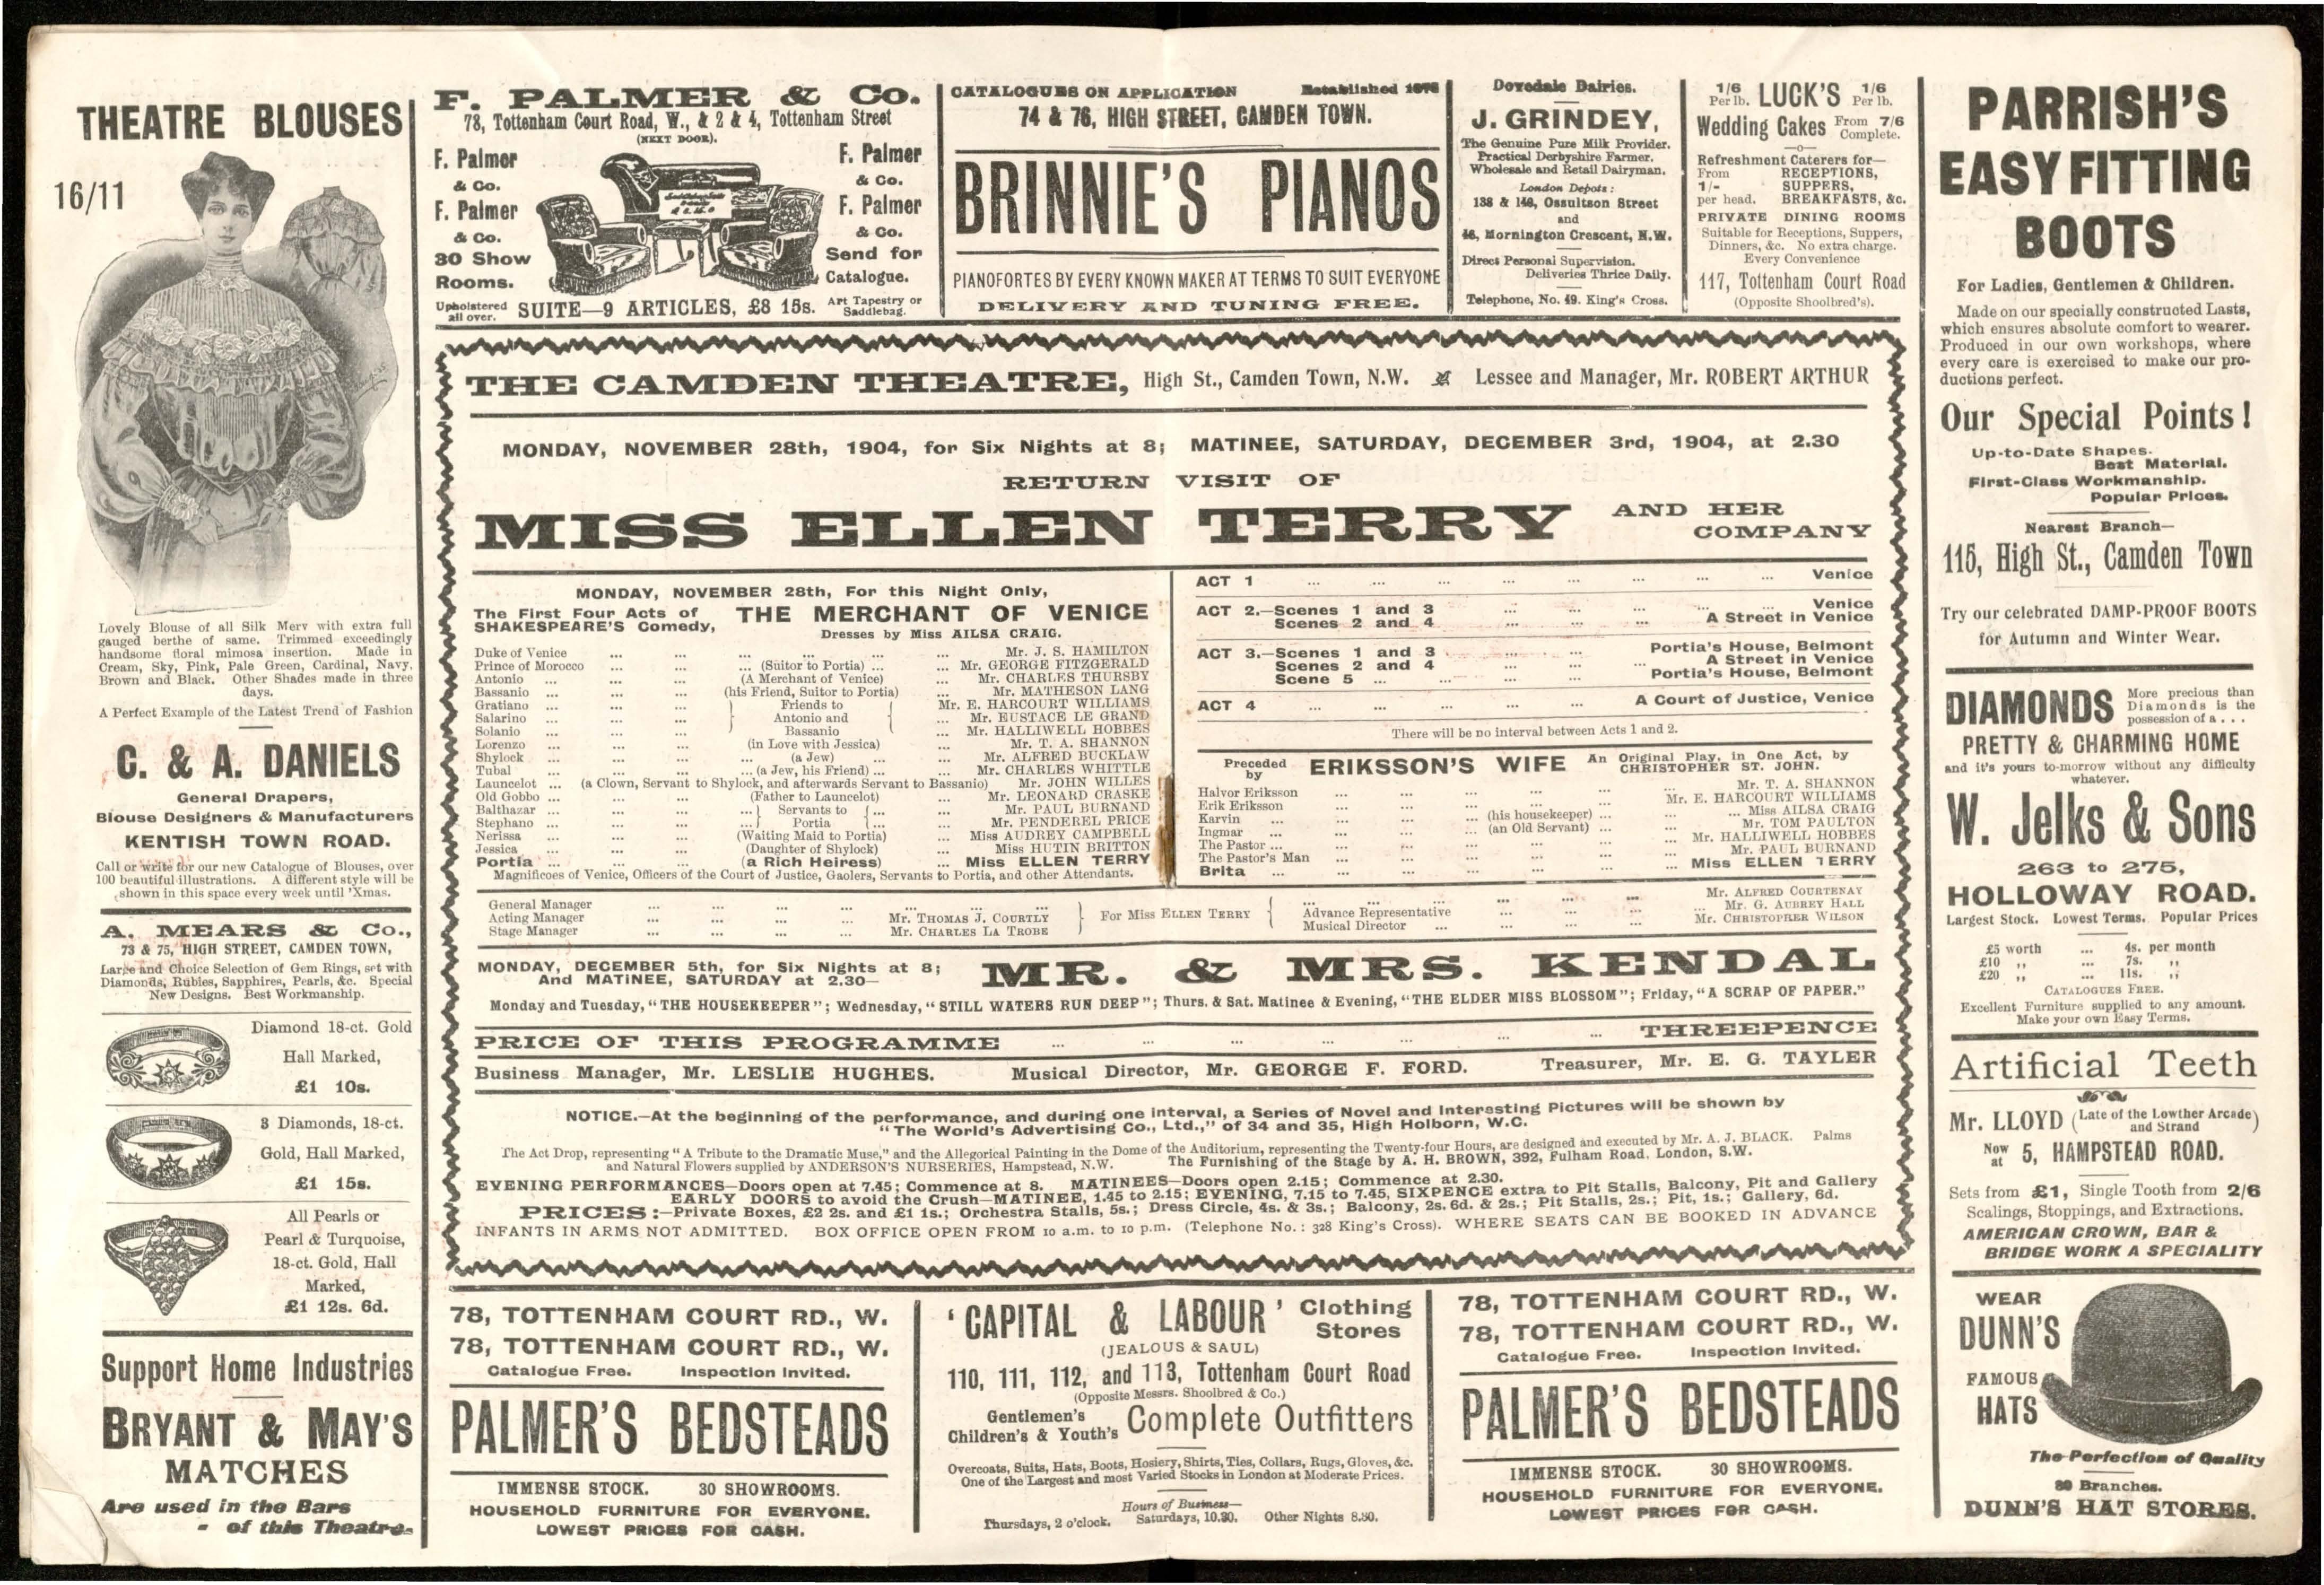 THEATRE BLOUSES
16/11
Lovely Blouse of all Silk Merv with extra full
gauged berthe of same. Trimmed exceedingly
handsome floral mimosa insertion. Made in
Cream, Sky, Pink, Pale Green, Cardinal, Navy,
Brown and Black. Other Shades made in three
days.
A Perfect Example of the Latest Trend of Fashion
C. & A. DANIELS
General Drapers,
Blouse Designers & Manufacturers
KENTISH TOWN ROAD.
Call or write for our new Catalogue of Blouses, over
100 beautiful illustrations. A different style will be
shown in this space every week until 'Xmas.
A. MEARS & Co.,
73 & 75, HIGH STREET, CAMDEN TOWN,
Large and Choice Selection of Gem Rings, set with
Diamonds, Rubies, Sapphires, Pearls, &c. Special
New Designs. Best Workmanship.
Diamond 18-ct. Gold
Hall Marked,
£1 10s.
3 Diamonds, 18-ct.
Gold, Hall Marked,
£1 15s.
All Pearls or
Pearl & Turquoise,
18-ct. Gold, Hall
Marked,
£1 12s. 6d.
Support Home Industries
BRYANT & MAY'S
MATCHES
Are used in the Bars
- of this Theatre.
F. PALMER & Co.
78, Tottenham Court Road, W., & 2 & 4, Tottenham Street
(NEXT DOOR).
F. Palmer
& Co.
F. Palmer
& Co.
30 Show
Rooms.
F. Palmer
& Co.
F. Palmer
& Co.
Send for
Catalogue.
Upholstered
all over.
SUITE—9 ARTICLES, £8 15s.
Art Tapestry or
Saddlebag.
CATALOGUES ON APPLICATION Established 1876
74 & 76, HIGH STREET, CAMDEN TOWN.
BRINNIE'S PIANOS
PIANOFORTES BY EVERY KNOWN MAKER AT TERMS TO SUIT EVERYONE
DELIVERY AND TUNING FREE.
Dovedale Dairies.
J. GRINDEY,
The Genuine Pure Milk Provider.
Practical Derbyshire Farmer.
Wholesale and Retail Dairyman.
London Depots:
138 & 148, Ossultson Street
and
46, Mornington Crescent, N.W.
Direct Personal Supervision.
Deliveries Thrice Daily.
Telephone, No. 49. King's Cross.
1/6 Per lb. LUCK'S 1/6 Per lb.
Wedding Cakes From 7/6 Complete.
Refreshment Caterers for—
From RECEPTIONS,
1/- SUPPERS,
per head. BREAKFASTS, &c.
PRIVATE DINING ROOMS
Suitable for Receptions, Suppers,
Dinners, &c. No extra charge.
Every Convenience
117, Tottenham Court Road
(Opposite Shoolbred's).
THE CAMDEN THEATRE, High St., Camden Town, N.W. Lessee and Manager, Mr. ROBERT ARTHUR
MONDAY, NOVEMBER 28th, 1904, for Six Nights at 8; MATINEE, SATURDAY, DECEMBER 3rd, 1904, at 2.30
RETURN VISIT OF
MISS ELLEN TERRY AND HER COMPANY
MONDAY, NOVEMBER 28th, For this Night Only,
The First Four Acts of
SHAKESPEARE'S Comedy,
THE MERCHANT OF VENICE
Dresses by Miss AILSA CRAIG.
Duke of Venice ... ... ... ... ... ... Mr. J. S. HAMILTON
Prince of Morocco ... ... ... (Suitor to Portia) ... ... Mr. GEORGE FITZGERALD
Antonio ... ... ... (A Merchant of Venice) ... Mr. CHARLES THURSBY
Bassanio ... ... ... (his Friend, Suitor to Portia) ... Mr. MATHESON LANG
Gratiano ... ... ... } Friends to { Mr. E. HARCOURT WILLIAMS
Salarino ... ... ... } Antonio and { ... Mr. EUSTACE LE GRAND
Solanio ... ... ... } Bassanio { ... Mr. HALLIWELL HOBBES
Lorenzo ... ... ... (in Love with Jessica) ... Mr. T. A. SHANNON
Shylock ... ... ... ... (a Jew) ... ... Mr. ALFRED BUCKLAW
Tubal ... ... ... ... (a Jew, his Friend) ... ... Mr. CHARLES WHITTLE
Launcelot ... (a Clown, Servant to Shylock, and afterwards Servant to Bassanio) Mr. JOHN WILLES
Old Gobbo ... ... ... (Father to Launcelot) ... Mr. LEONARD CRASKE
Balthazar ... ... ... ...} Servants to {... ... Mr. PAUL BURNAND
Stephano ... ... ... ...} Portia {... ... Mr. PENDEREL PRICE
Nerissa ... ... ... (Waiting Maid to Portia) ... Miss AUDREY CAMPBELL
Jessica ... ... ... (Daughter of Shylock) ... Miss HUTIN BRITTON
Portia ... ... ... (a Rich Heiress) ... Miss ELLEN TERRY
Magnificoes of Venice, Officers of the Court of Justice, Gaolers, Servants to Portia, and other Attendants.
ACT 1 ... ... ... ... ... ... ... ... Venice
ACT 2.—Scenes 1 and 3 ... ... ... ... Venice
Scenes 2 and 4 ... ... ... A Street in Venice
ACT 3.—Scenes 1 and 3 ... ... Portia's House, Belmont
Scenes 2 and 4 ... ... ... A Street in Venice
Scene 5 ... ... ... ... Portia's House, Belmont
ACT 4 ... ... ... ... ... A Court of Justice, Venice
There will be no interval between Acts 1 and 2.
Preceded by ERIKSSON'S WIFE An Original Play, in One Act, by
CHRISTOPHER ST. JOHN.
Halvor Eriksson ... ... ... ... ... ... Mr. T. A. SHANNON
Erik Eriksson ... ... ... ... ... Mr. E. HARCOURT WILLIAMS
Karvin ... ... ... (his housekeeper) ... ... Miss AILSA CRAIG
Ingmar ... ... ... (an Old Servant) ... ... Mr. TOM PAULTON
The Pastor ... ... ... ... ... ... Mr. HALLIWELL HOBBES
The Pastor's Man ... ... ... ... ... Mr. PAUL BURNAND
Brita ... ... ... ... ... ... Miss ELLEN TERRY
General Manager ... ... ... ... ... ... ... ... Mr. ALFRED COURTENAY
Acting Manager ... ... ... ... Mr. THOMAS J. COURTLY } For Miss ELLEN TERRY { Advance Representative ... ... ... Mr. G. AUBREY HALL
Stage Manager ... ... ... ... Mr. CHARLES LA TROBE Musical Director ... ... ... ... Mr. CHRISTOPHER WILSON
MONDAY, DECEMBER 5th, for Six Nights at 8;
And MATINEE, SATURDAY at 2.30—
MR. & MRS. KENDAL
Monday and Tuesday, "THE HOUSEKEEPER"; Wednesday, "STILL WATERS RUN DEEP"; Thurs. & Sat. Matinee & Evening, "THE ELDER MISS BLOSSOM"; Friday, "A SCRAP OF PAPER."
PRICE OF THIS PROGRAMME ... ... ... ... ... ... ... THREEPENCE
Business Manager, Mr. LESLIE HUGHES. Musical Director, Mr. GEORGE F. FORD. Treasurer, Mr. E. G. TAYLER
NOTICE.—At the beginning of the performance, and during one interval, a Series of Novel and Interesting Pictures will be shown by
"The World's Advertising Co., Ltd.," of 34 and 35, High Holborn, W.C.
The Act Drop, representing "A Tribute to the Dramatic Muse," and the Allegorical Painting in the Dome of the Auditorium, representing the Twenty-four Hours, are designed and executed by Mr. A. J. BLACK. Palms
and Natural Flowers supplied by ANDERSON'S NURSERIES, Hampstead, N.W. The Furnishing of the Stage by A. H. BROWN, 392, Fulham Road, London, S.W.
EVENING PERFORMANCES—Doors open at 7.45; Commence at 8. MATINEES—Doors open 2.15; Commence at 2.30.
EARLY DOORS to avoid the Crush—MATINEE, 1.45 to 2.15; EVENING, 7.15 to 7.45, SIXPENCE extra to Pit Stalls, Balcony, Pit and Gallery
PRICES:—Private Boxes, £2 2s. and £1 1s.; Orchestra Stalls, 5s.; Dress Circle, 4s. & 3s.; Balcony, 2s. 6d. & 2s.; Pit Stalls, 2s.; Pit, 1s.; Gallery, 6d.
INFANTS IN ARMS NOT ADMITTED. BOX OFFICE OPEN FROM 10 a.m. to 10 p.m. (Telephone No.: 328 King's Cross). WHERE SEATS CAN BE BOOKED IN ADVANCE
78, TOTTENHAM COURT RD., W.
78, TOTTENHAM COURT RD., W.
Catalogue Free. Inspection Invited.
PALMER'S BEDSTEADS
IMMENSE STOCK. 30 SHOWROOMS.
HOUSEHOLD FURNITURE FOR EVERYONE.
LOWEST PRICES FOR CASH.
'CAPITAL & LABOUR' Clothing Stores
(JEALOUS & SAUL)
110, 111, 112, and 113, Tottenham Court Road
(Opposite Messrs. Shoolbred & Co.)
Gentlemen's
Children's & Youth's
Complete Outfitters
Overcoats, Suits, Hats, Boots, Hosiery, Shirts, Ties, Collars, Rugs, Gloves, &c.
One of the Largest and most Varied Stocks in London at Moderate Prices.
Hours of Business—
Thursdays, 2 o'clock. Saturdays, 10.30. Other Nights 8.30.
78, TOTTENHAM COURT RD., W.
78, TOTTENHAM COURT RD., W.
Catalogue Free. Inspection Invited.
PALMER'S BEDSTEADS
IMMENSE STOCK. 30 SHOWROOMS.
HOUSEHOLD FURNITURE FOR EVERYONE.
LOWEST PRICES FOR CASH.
PARRISH'S
EASY FITTING
BOOTS
For Ladies, Gentlemen & Children.
Made on our specially constructed Lasts,
which ensures absolute comfort to wearer.
Produced in our own workshops, where
every care is exercised to make our pro-
ductions perfect.
Our Special Points!
Up-to-Date Shapes.
Best Material.
First-Class Workmanship.
Popular Prices.
Nearest Branch—
115, High St., Camden Town
Try our celebrated DAMP-PROOF BOOTS
for Autumn and Winter Wear.
DIAMONDS More precious than
Diamonds is the
possession of a . . .
PRETTY & CHARMING HOME
and it's yours to-morrow without any difficulty
whatever.
W. Jelks & Sons
263 to 275,
HOLLOWAY ROAD.
Largest Stock. Lowest Terms. Popular Prices
£5 worth ... 4s. per month
£10 ,, ... 7s. ,,
£20 ,, ... 11s. ,,
CATALOGUES FREE.
Excellent Furniture supplied to any amount.
Make your own Easy Terms.
Artificial Teeth
Mr. LLOYD (Late of the Lowther Arcade and Strand)
Now at 5, HAMPSTEAD ROAD.
Sets from £1, Single Tooth from 2/6
Scalings, Stoppings, and Extractions.
AMERICAN CROWN, BAR &
BRIDGE WORK A SPECIALITY
WEAR
DUNN'S
FAMOUS
HATS
The Perfection of Quality
80 Branches.
DUNN'S HAT STORES.